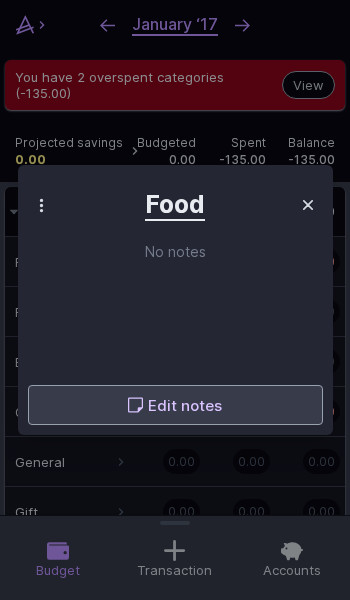 January ‘17
You have 2 overspent categories
(-135.00)
View
Projected savings Budgeted Spent Balance
0.00 0.00 -135.00 -135.00
Food
No notes
Edit notes
General 0.00 0.00 0.00
Gift 0.00 0.00 0.00
Budget Transaction Accounts